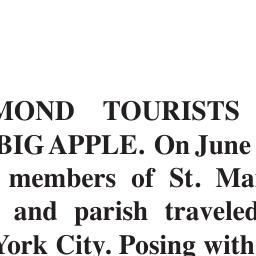 MOND TOURISTS
BIG APPLE. On June
members of St. Ma
and parish traveled
York City. Posing with